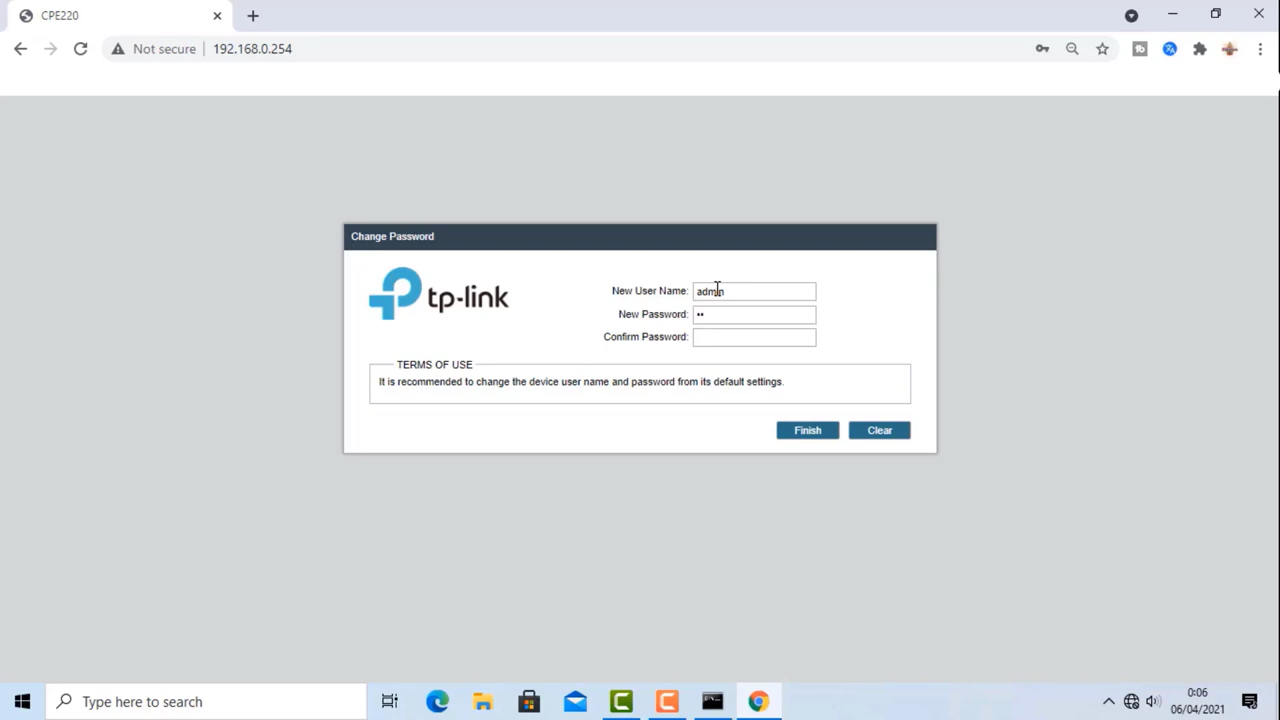 CPE220
Not secure 192.168.0.254
Change Password
tp-link
New User Name: admin
New Password: ••
Confirm Password:
TERMS OF USE
It is recommended to change the device user name and password from its default settings.
Finish Clear
Type here to search
0:06
06/04/2021